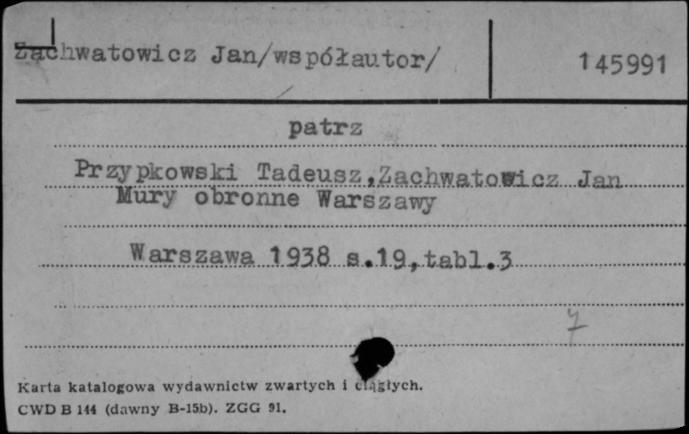 Zachwatowicz Jan/współautor/
145991
patrz
Przypkowski Tadeusz,Zachwatowicz Jan
Mury obronne Warszawy
Warszawa 1938 s.19,tabl.3
7
Karta katalogowa wydawnictw zwartych i ciągłych.
CWD B 144 (dawny B-15b). ZGG 91.